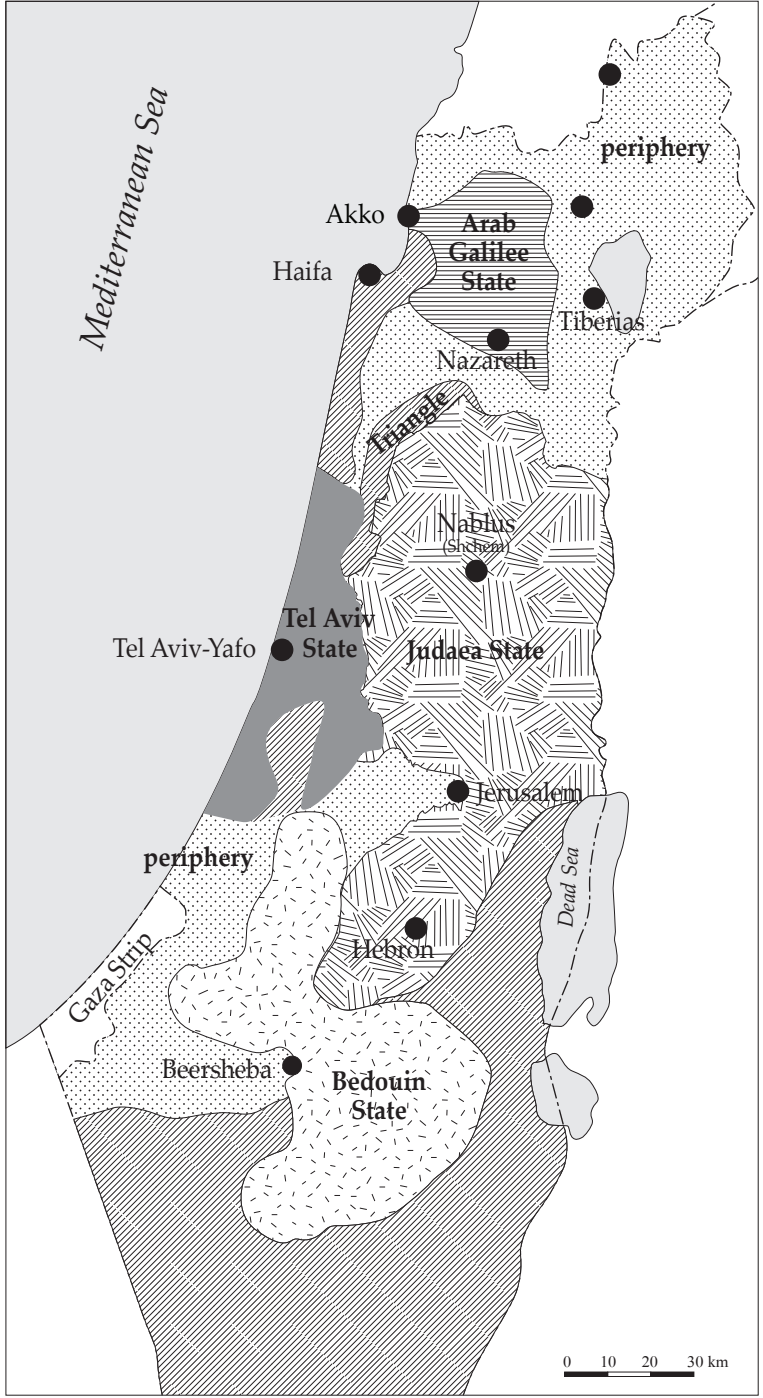 Mediterranean Sea
periphery
Akko
Arab
Galilee
State
Haifa
Tiberias
Nazareth
Triangle
Nablus
(Shchem)
Tel Aviv
State
Tel Aviv-Yafo
Judaea State
Jerusalem
periphery
Dead Sea
Hebron
Gaza Strip
Beersheba
Bedouin
State
0 10 20 30 km